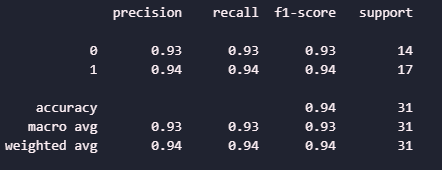 precision recall f1-score support
0 0.93 0.93 0.93 14
1 0.94 0.94 0.94 17
accuracy 0.94 31
macro avg 0.93 0.93 0.93 31
weighted avg 0.94 0.94 0.94 31